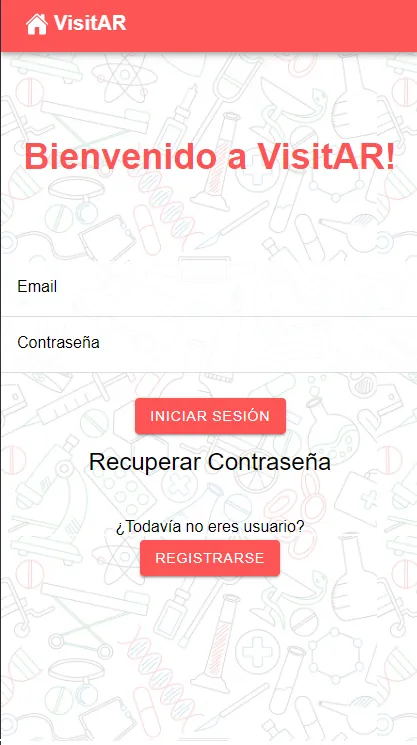 VisitAR
Bienvenido a VisitAR!
Email
Contraseña
INICIAR SESIÓN
Recuperar Contraseña
¿Todavía no eres usuario?
REGISTRARSE